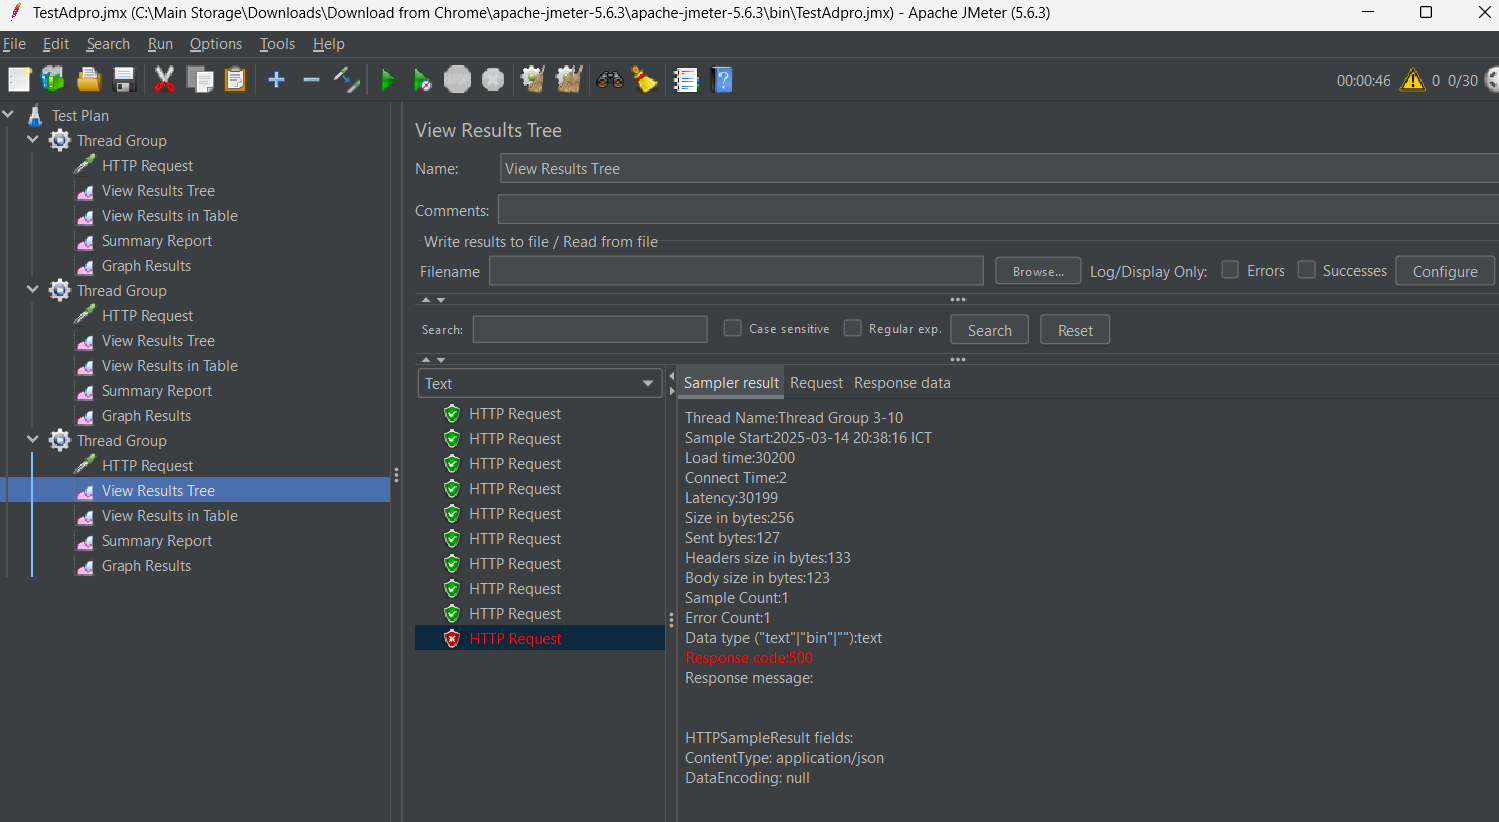 TestAdpro.jmx (C:\Main Storage\Downloads\Download from Chrome\apache-jmeter-5.6.3\apache-jmeter-5.6.3\bin\TestAdpro.jmx) - Apache JMeter (5.6.3)
File Edit Search Run Options Tools Help
STOP
00:00:46 0 0/30
Test Plan
Thread Group
HTTP Request
View Results Tree
View Results in Table
Summary Report
Graph Results
Thread Group
HTTP Request
View Results Tree
View Results in Table
Summary Report
Graph Results
Thread Group
HTTP Request
View Results Tree
View Results in Table
Summary Report
Graph Results
View Results Tree
Name: View Results Tree
Comments:
Write results to file / Read from file
Filename Browse... Log/Display Only: Errors Successes Configure
Search: Case sensitive Regular exp. Search Reset
Text
HTTP Request
HTTP Request
HTTP Request
HTTP Request
HTTP Request
HTTP Request
HTTP Request
HTTP Request
HTTP Request
HTTP Request
Sampler result Request Response data
Thread Name:Thread Group 3-10
Sample Start:2025-03-14 20:38:16 ICT
Load time:30200
Connect Time:2
Latency:30199
Size in bytes:256
Sent bytes:127
Headers size in bytes:133
Body size in bytes:123
Sample Count:1
Error Count:1
Data type ("text"|"bin"|""):text
Response code:500
Response message:
HTTPSampleResult fields:
ContentType: application/json
DataEncoding: null